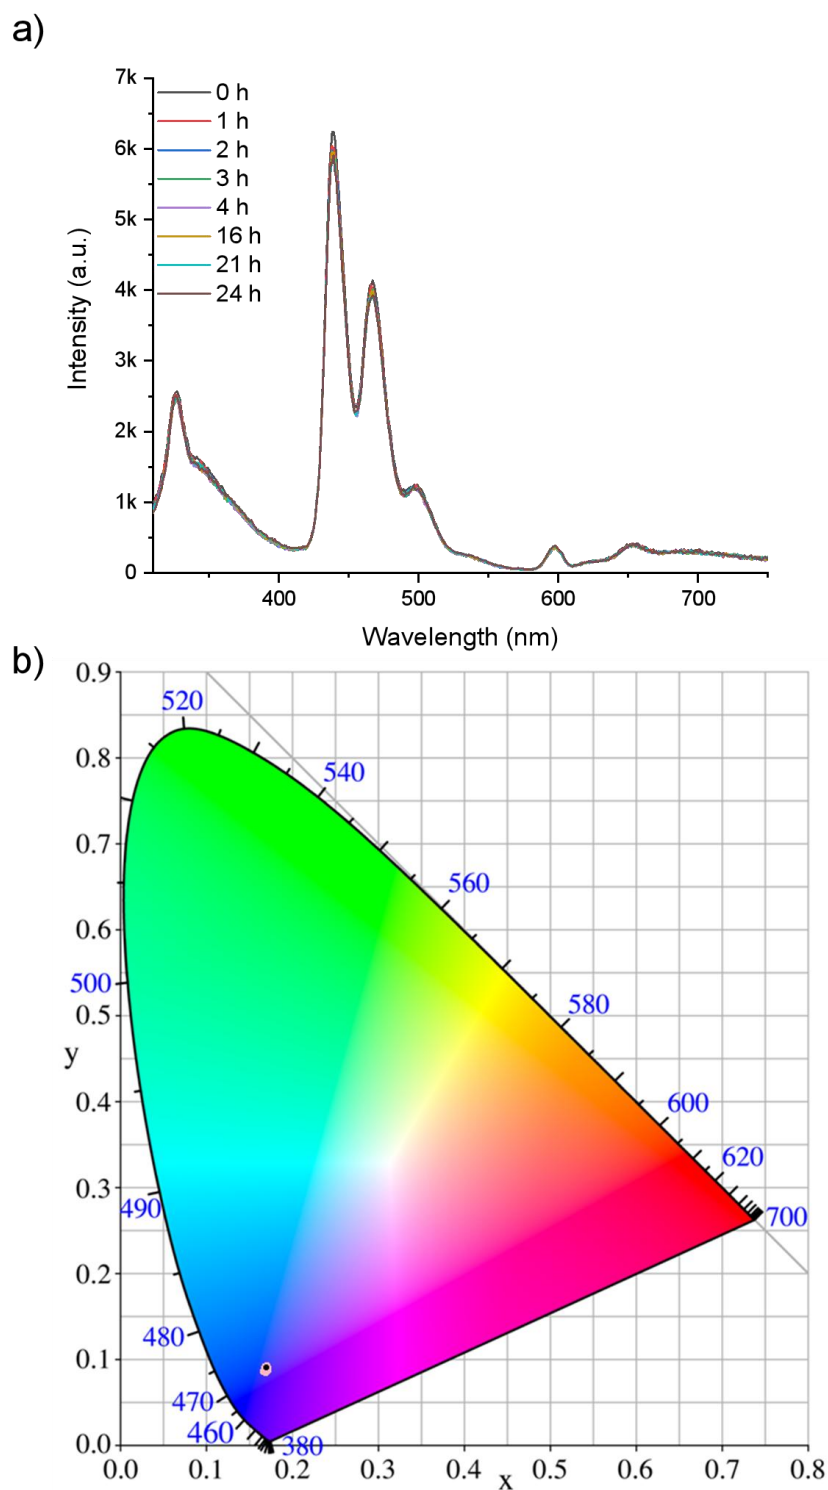 a)
7k
6k
5k
4k
3k
2k
1k
0
Intensity (a.u.)
0 h
1 h
2 h
3 h
4 h
16 h
21 h
24 h
400
500
600
700
Wavelength (nm)
b)
0.9
0.8
0.7
0.6
0.5
y
0.4
0.3
0.2
0.1
0.0
520
540
560
500
580
600
620
490
700
480
470
460
380
0.0
0.1
0.2
0.3
0.4
x
0.5
0.6
0.7
0.8